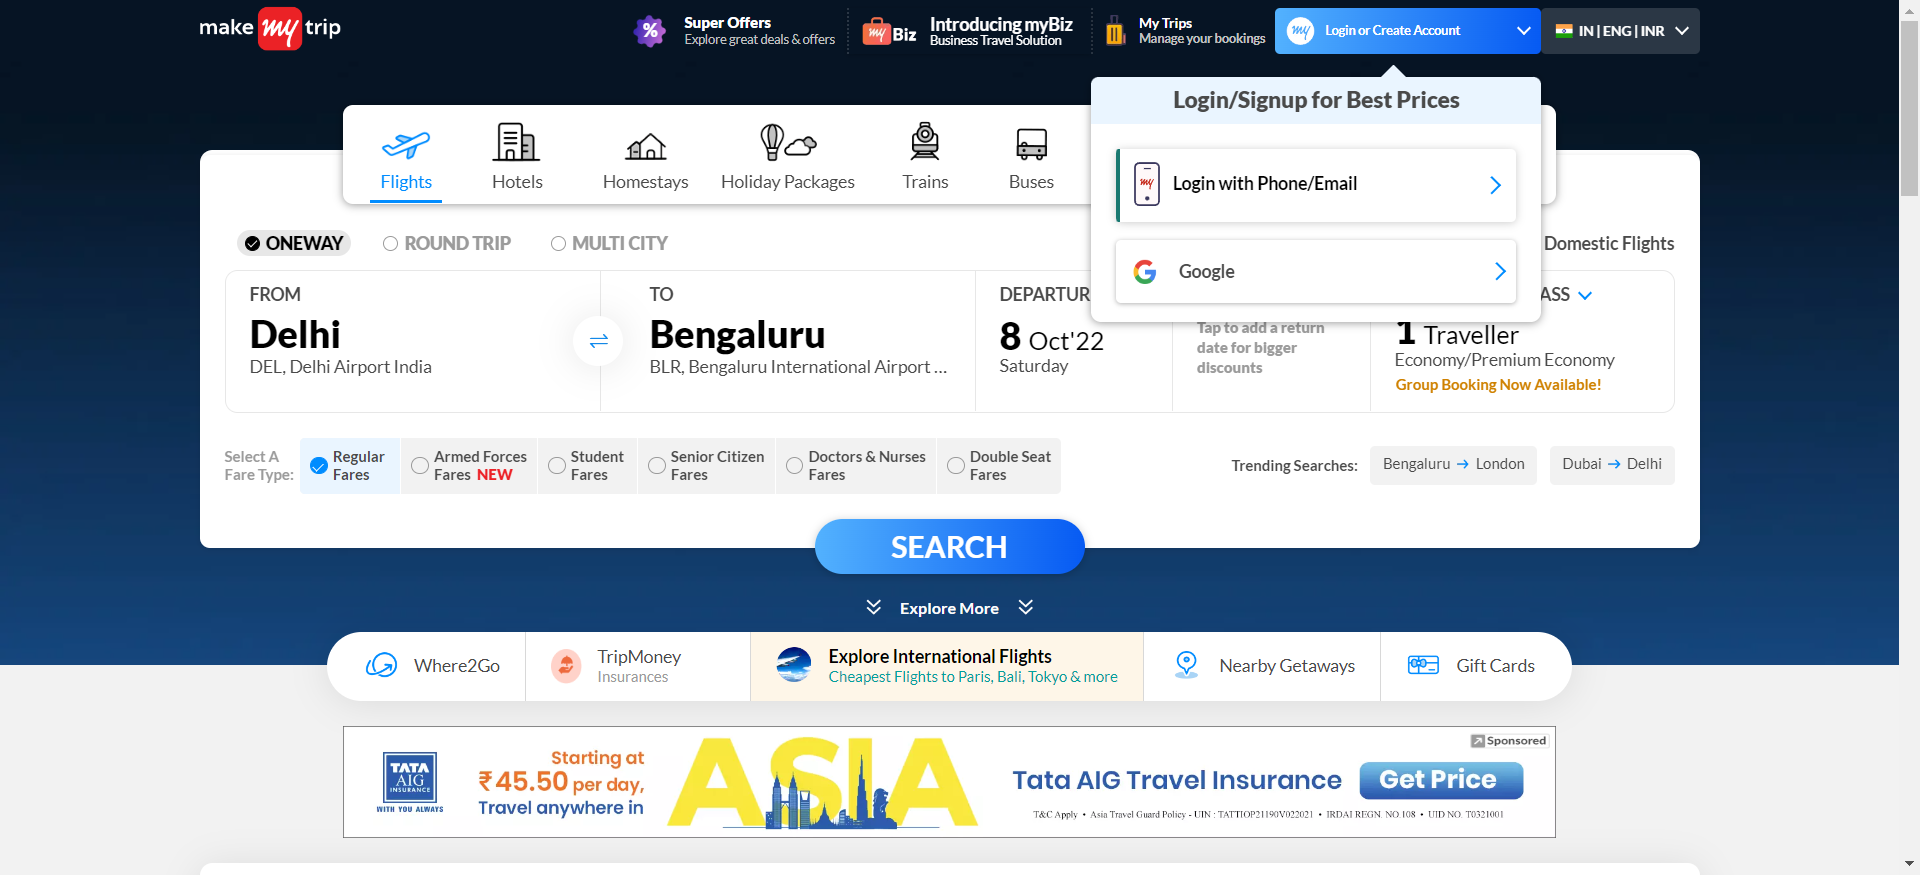 make my trip
%
Super Offers
Explore great deals & offers
my Biz
Introducing myBiz
Business Travel Solution
My Trips
Manage your bookings
my
Login or Create Account
IN | ENG | INR
Login/Signup for Best Prices
my
Login with Phone/Email
Google
Flights
Hotels
Homestays
Holiday Packages
Trains
Buses
ONEWAY
ROUND TRIP
MULTI CITY
Domestic Flights
FROM
Delhi
DEL, Delhi Airport India
TO
Bengaluru
BLR, Bengaluru International Airport ...
DEPARTUR
8 Oct'22
Saturday
Tap to add a return
date for bigger
discounts
ASS
1 Traveller
Economy/Premium Economy
Group Booking Now Available!
Select A
Fare Type:
Regular
Fares
Armed Forces
Fares NEW
Student
Fares
Senior Citizen
Fares
Doctors & Nurses
Fares
Double Seat
Fares
Trending Searches:
Bengaluru → London
Dubai → Delhi
SEARCH
Explore More
Where2Go
TripMoney
Insurances
Explore International Flights
Cheapest Flights to Paris, Bali, Tokyo & more
Nearby Getaways
Gift Cards
TATA
AIG
INSURANCE
WITH YOU ALWAYS
Starting at
₹45.50 per day,
Travel anywhere in
ASIA
Tata AIG Travel Insurance
Get Price
Sponsored
T&C Apply • Asia Travel Guard Policy - UIN : TATTIOP21190V022021 • IRDAI REGN. NO.108 • UID NO. T0321001